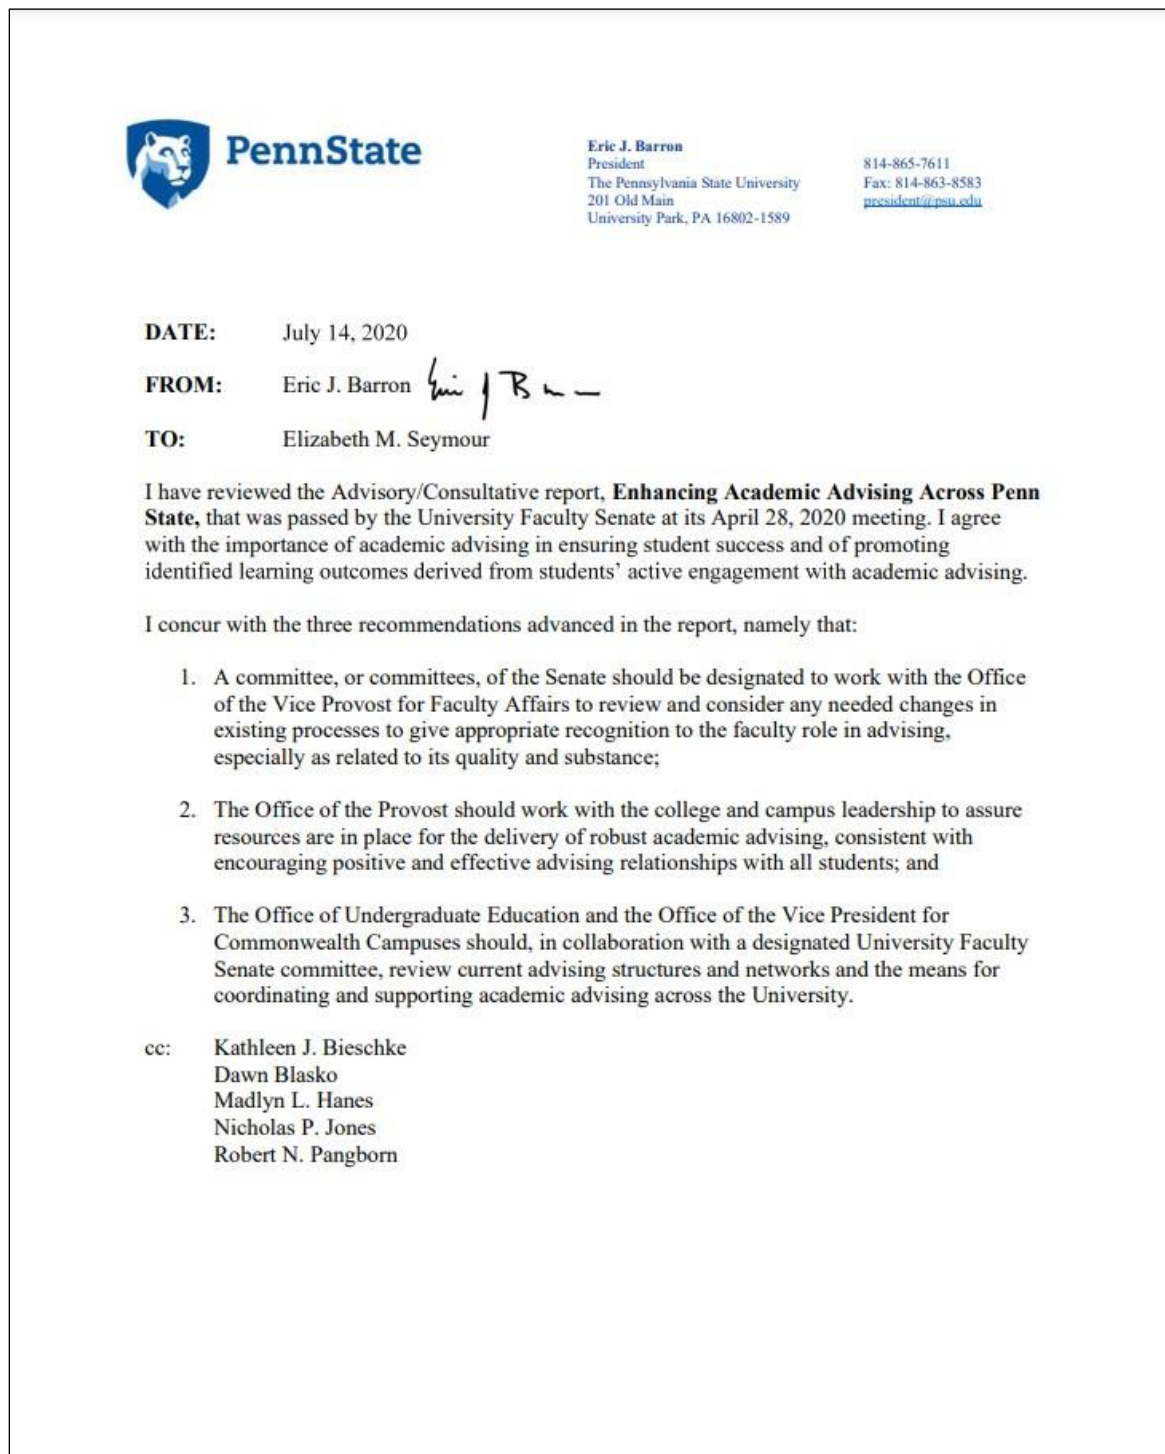 PennState
Eric J. Barron
President
The Pennsylvania State University
201 Old Main
University Park, PA 16802-1589
814-865-7611
Fax: 814-863-8583
president@psu.edu
DATE: July 14, 2020
FROM: Eric J. Barron Eric J Barron
TO: Elizabeth M. Seymour
I have reviewed the Advisory/Consultative report, Enhancing Academic Advising Across Penn
State, that was passed by the University Faculty Senate at its April 28, 2020 meeting. I agree
with the importance of academic advising in ensuring student success and of promoting
identified learning outcomes derived from students’ active engagement with academic advising.
I concur with the three recommendations advanced in the report, namely that:
1. A committee, or committees, of the Senate should be designated to work with the Office
of the Vice Provost for Faculty Affairs to review and consider any needed changes in
existing processes to give appropriate recognition to the faculty role in advising,
especially as related to its quality and substance;
2. The Office of the Provost should work with the college and campus leadership to assure
resources are in place for the delivery of robust academic advising, consistent with
encouraging positive and effective advising relationships with all students; and
3. The Office of Undergraduate Education and the Office of the Vice President for
Commonwealth Campuses should, in collaboration with a designated University Faculty
Senate committee, review current advising structures and networks and the means for
coordinating and supporting academic advising across the University.
cc: Kathleen J. Bieschke
Dawn Blasko
Madlyn L. Hanes
Nicholas P. Jones
Robert N. Pangborn